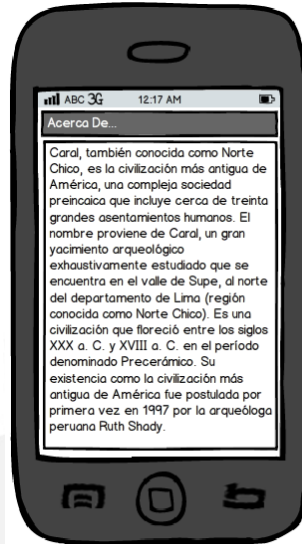 ABC 3G 12:17 AM
Acerca De...
Caral, también conocida como Norte
Chico, es la civilización más antigua de
América, una compleja sociedad
preincaica que incluye cerca de treinta
grandes asentamientos humanos. El
nombre proviene de Caral, un gran
yacimiento arqueológico
exhaustivamente estudiado que se
encuentra en el valle de Supe, al norte
del departamento de Lima (región
conocida como Norte Chico). Es una
civilización que floreció entre los siglos
XXX a. C. y XVIII a. C. en el período
denominado Precerámico. Su
existencia como la civilización más
antigua de América fue postulada por
primera vez en 1997 por la arqueóloga
peruana Ruth Shady.